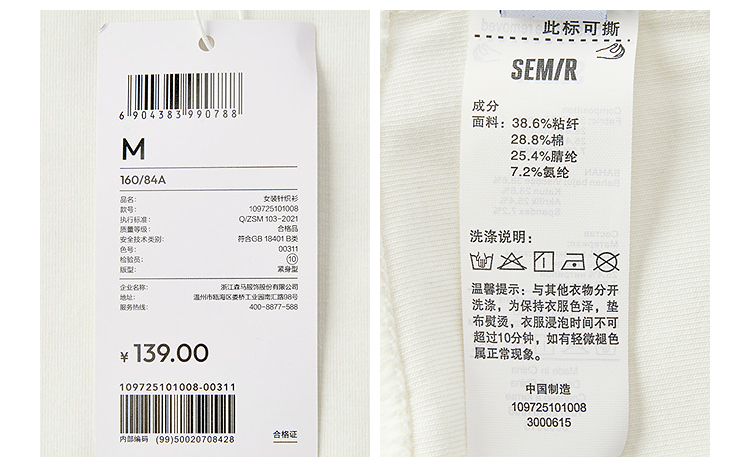 6 904383 990788
M
160/84A
品名: 女装针织衫
款号: 109725101008
执行标准: Q/ZSM 103-2021
质量等级: 合格品
安全技术类别: 符合GB 18401 B类
色号: 00311
检验员: 10
版型: 紧身型
企业名称: 浙江森马服饰股份有限公司
地址: 温州市瓯海区娄桥工业园南汇路98号
服务热线: 400-8877-588
¥ 139.00
109725101008-00311
内部编码 (99)50020708428
合格证
此标可撕
SEM/R
成分
面料: 38.6%粘纤
28.8%棉
25.4%腈纶
7.2%氨纶
洗涤说明:
温馨提示: 与其他衣物分开
洗涤, 为保持衣服色泽, 垫
布熨烫, 衣服浸泡时间不可
超过10分钟, 如有轻微褪色
属正常现象。
中国制造
109725101008
3000615